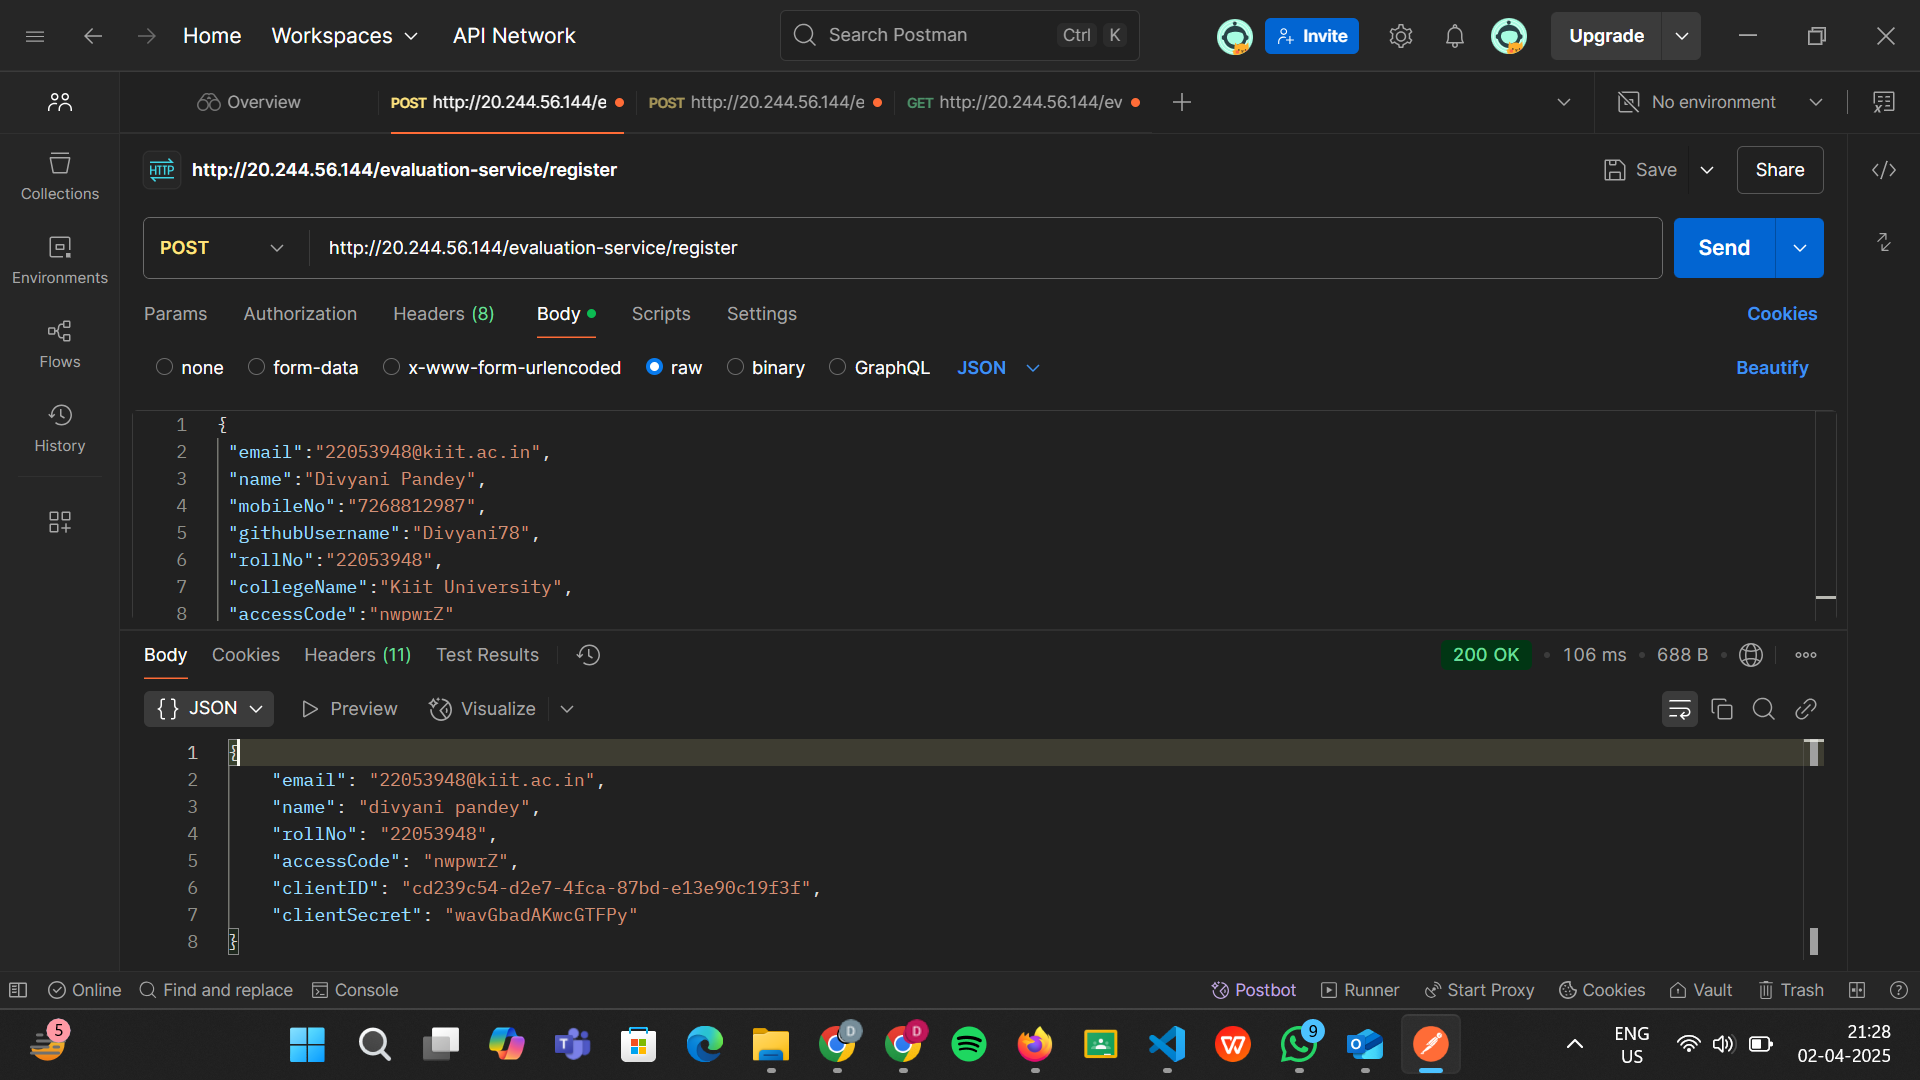 Home
Workspaces
API Network
Search Postman
Ctrl
K
Invite
Upgrade
Overview
POST http://20.244.56.144/e
POST http://20.244.56.144/e
GET http://20.244.56.144/ev
No environment
HTTP
http://20.244.56.144/evaluation-service/register
Save
Share
Collections
Environments
Flows
History
POST
http://20.244.56.144/evaluation-service/register
Send
Params
Authorization
Headers (8)
Body
Scripts
Settings
Cookies
none
form-data
x-www-form-urlencoded
raw
binary
GraphQL
JSON
Beautify
1 {
2 "email":"22053948@kiit.ac.in",
3 "name":"Divyani Pandey",
4 "mobileNo":"7268812987",
5 "githubUsername":"Divyani78",
6 "rollNo":"22053948",
7 "collegeName":"Kiit University",
8 "accessCode":"nwpwrZ"
Body
Cookies
Headers (11)
Test Results
200 OK
106 ms
688 B
{} JSON
Preview
Visualize
1 {
2 "email": "22053948@kiit.ac.in",
3 "name": "divyani pandey",
4 "rollNo": "22053948",
5 "accessCode": "nwpwrZ",
6 "clientID": "cd239c54-d2e7-4fca-87bd-e13e90c19f3f",
7 "clientSecret": "wavGbadAKwcGTFPy"
8 }
Online
Find and replace
Console
Postbot
Runner
Start Proxy
Cookies
Vault
Trash
5
D
D
9
ENG
US
21:28
02-04-2025